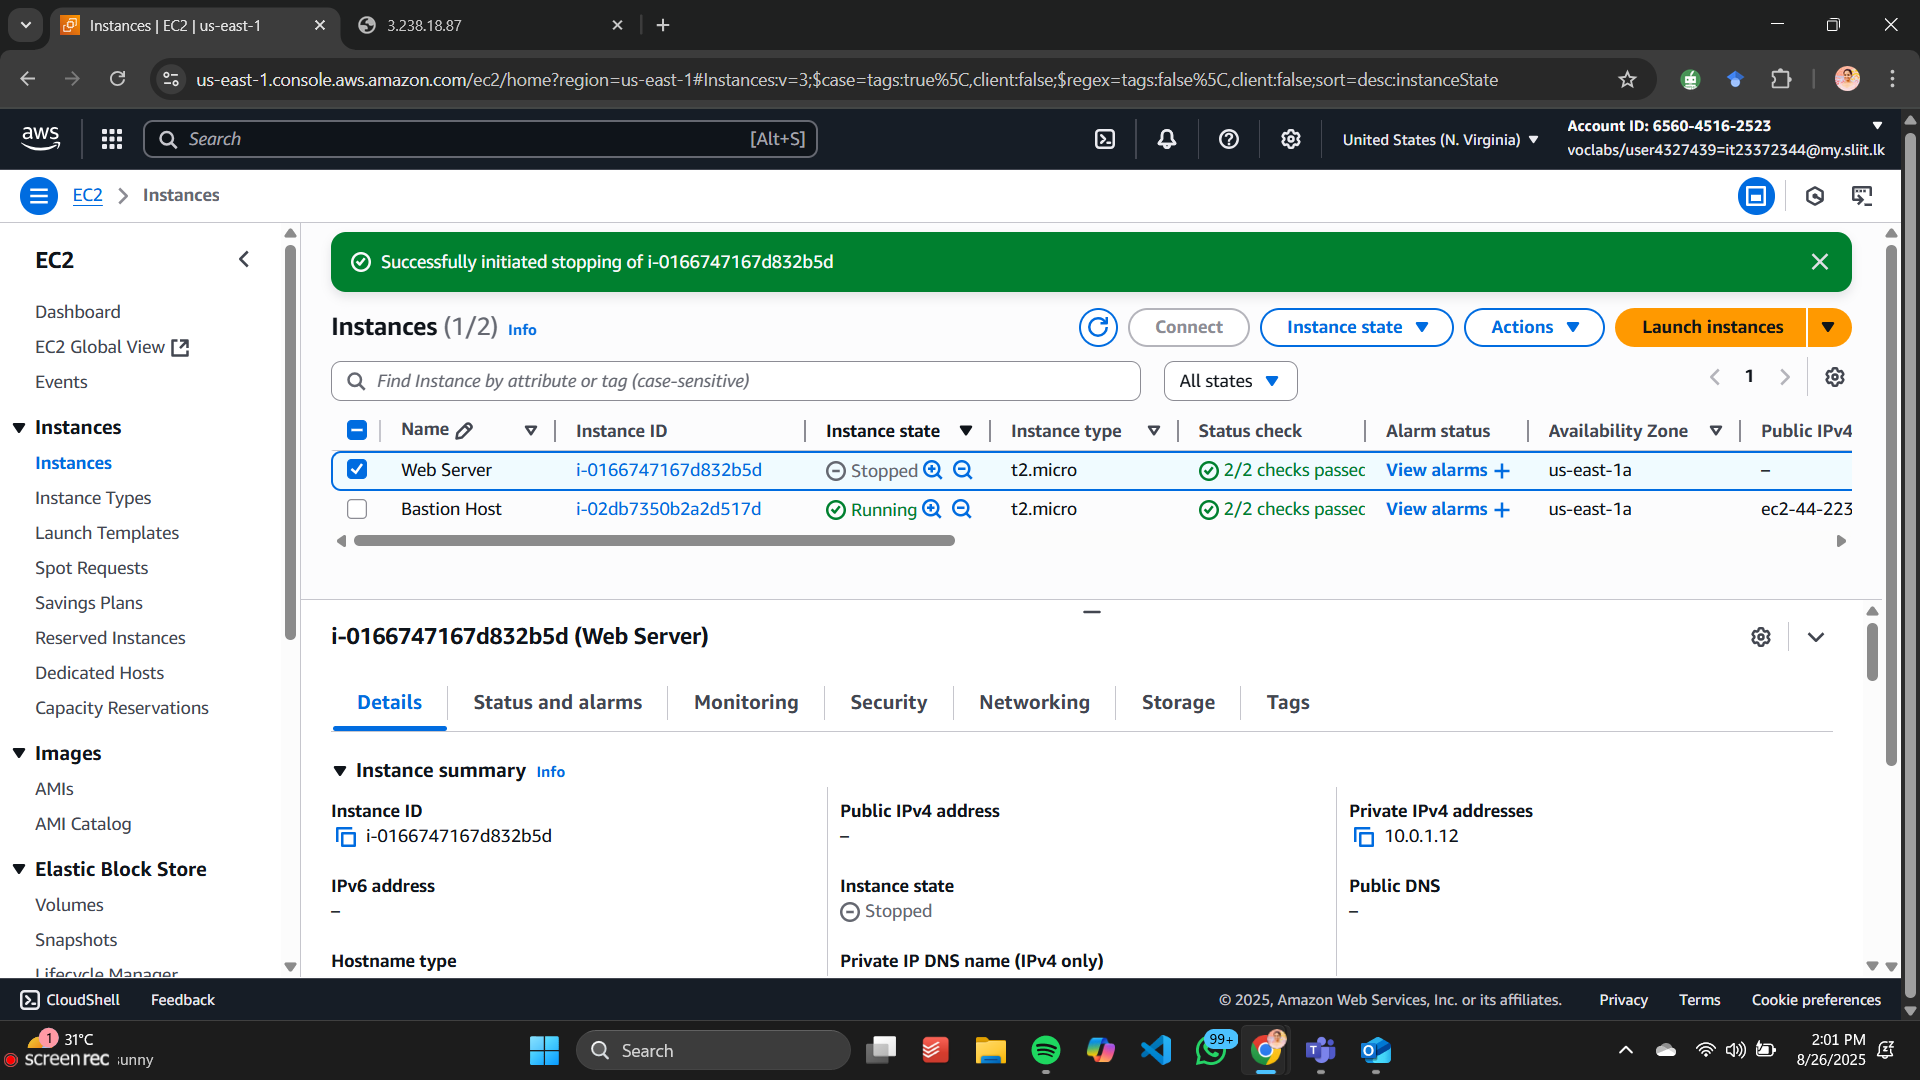 Instances | EC2 | us-east-1
3.238.18.87
us-east-1.console.aws.amazon.com/ec2/home?region=us-east-1#Instances:v=3;$case=tags:true%5C,client:false;$regex=tags:false%5C,client:false;sort=desc:instanceState
aws
Search [Alt+S]
United States (N. Virginia)
Account ID: 6560-4516-2523
voclabs/user4327439=it23372344@my.sliit.lk
EC2 Instances
EC2
Dashboard
EC2 Global View
Events
Instances
Instances
Instance Types
Launch Templates
Spot Requests
Savings Plans
Reserved Instances
Dedicated Hosts
Capacity Reservations
Images
AMIs
AMI Catalog
Elastic Block Store
Volumes
Snapshots
Lifecycle Manager
Successfully initiated stopping of i-0166747167d832b5d
Instances (1/2) Info
Connect
Instance state
Actions
Launch instances
Find Instance by attribute or tag (case-sensitive)
All states
1
Name Instance ID Instance state Instance type Status check Alarm status Availability Zone Public IPv4
Web Server i-0166747167d832b5d Stopped t2.micro 2/2 checks passec View alarms + us-east-1a –
Bastion Host i-02db7350b2a2d517d Running t2.micro 2/2 checks passec View alarms + us-east-1a ec2-44-223
i-0166747167d832b5d (Web Server)
Details Status and alarms Monitoring Security Networking Storage Tags
Instance summary Info
Instance ID
i-0166747167d832b5d
Public IPv4 address
–
Private IPv4 addresses
10.0.1.12
IPv6 address
–
Instance state
Stopped
Public DNS
–
Hostname type
Private IP DNS name (IPv4 only)
CloudShell Feedback
© 2025, Amazon Web Services, Inc. or its affiliates. Privacy Terms Cookie preferences
1
31°C
screenrec unny
Search
99+
2:01 PM
8/26/2025